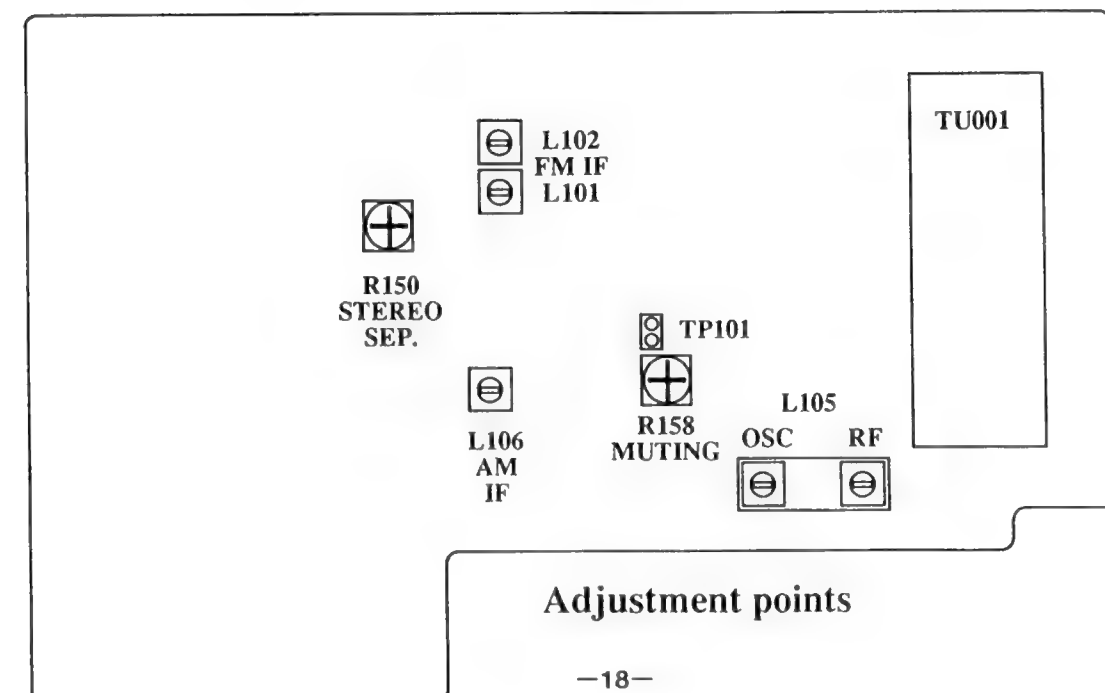 TU001
L102
FM IF
L101
R150
STEREO
SEP.
TP101
L106
AM
IF
R158
MUTING
L105
OSC RF
Adjustment points
—18—